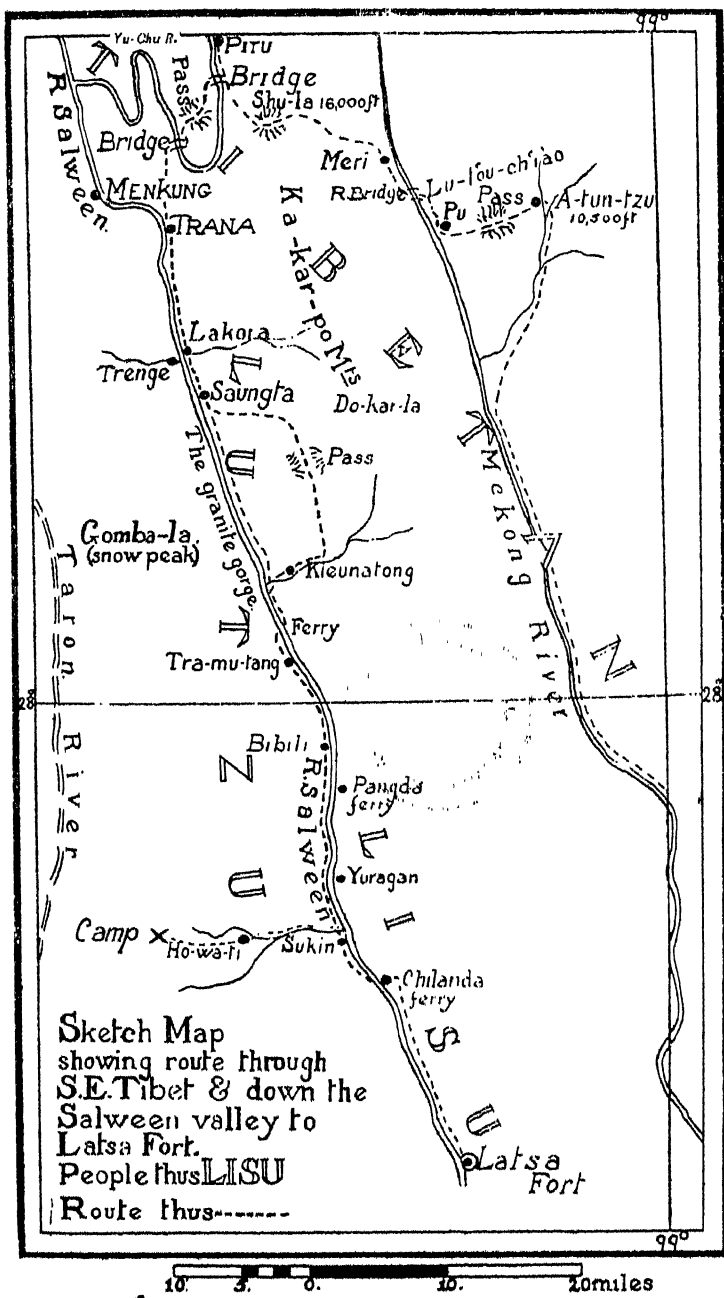 99°
Yu-Chu R.
PITU
Pass
Bridge
Shu-la 16,000ft
Bridge
Meri
Lu-t'ou-ch'iao
R.Bridge
Pu
Pass
A-tun-tzu
10,500ft
R.Salween.
MENKUNG
TRANA
Ka-kar-po Mts
TIBETAN
Lakora
Trenge
Saungta
Do-kar-la
Pass
The granite gorge.
Mekong River
Gomba-la.
(snow peak)
Kieunatong
Taron River
Ferry
Tra-mu-tang
LUTZU
28°
28°
Bibili
R.Salween
Pangda
ferry
Yuragan
LISU
Camp X
Ho-wa-ti
Sukin
Chilanda
ferry
Sketch Map
showing route through
S.E.Tibet & down the
Salween valley to
Latsa Fort.
People thus LISU
Route thus-------
Latsa
Fort
99°
10. 5. 0. 10. 20 miles